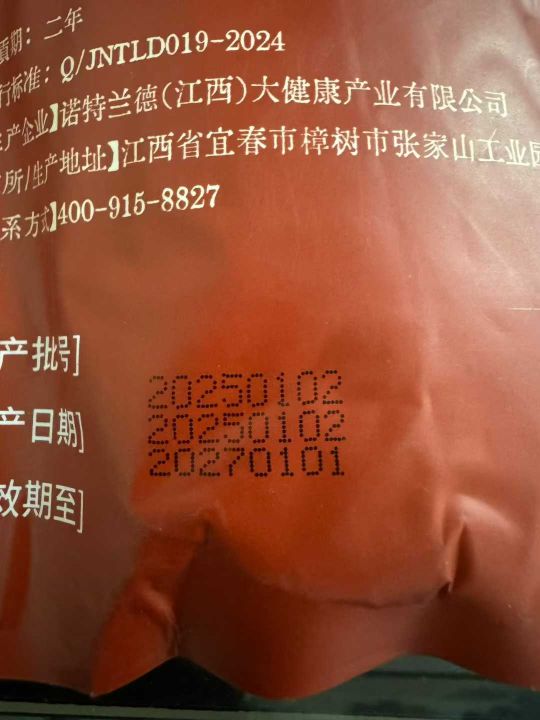 质期: 二年
行标准: Q/JNTLD019-2024
产企业】诺特兰德(江西)大健康产业有限公司
所/生产地址】江西省宜春市樟树市张家山工业园
系方式】400-915-8827
产批号]
20250102
产日期]
20250102
效期至]
20270101